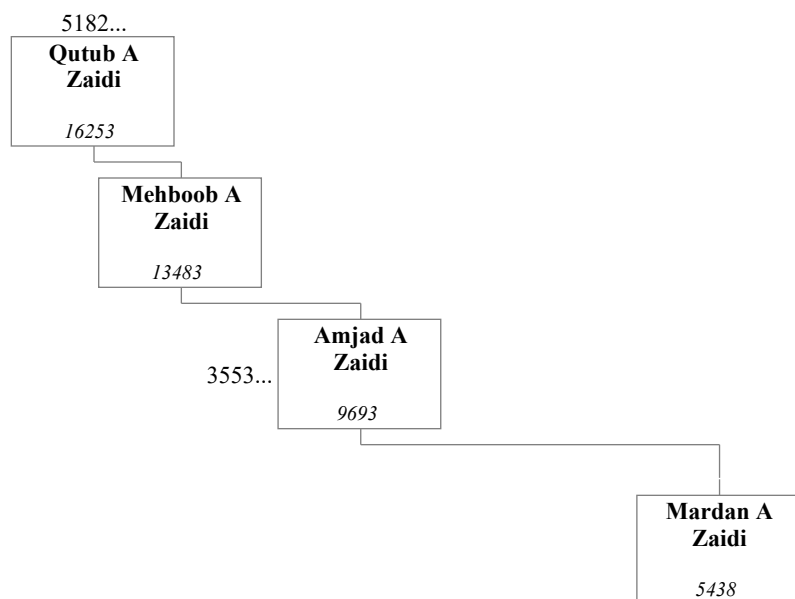 5182...
Qutub A
Zaidi
16253
Mehboob A
Zaidi
13483
Amjad A
Zaidi
3553...
9693
Mardan A
Zaidi
5438